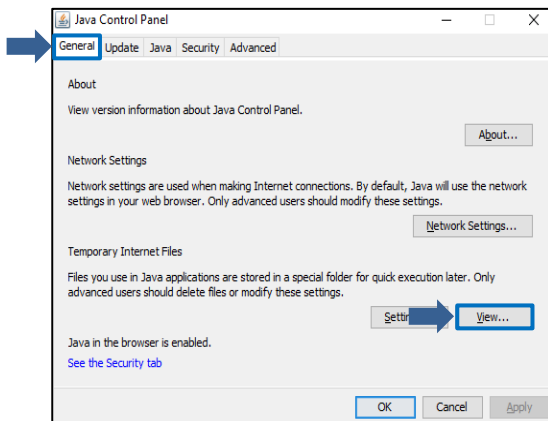 Java Control Panel
General Update Java Security Advanced
About
View version information about Java Control Panel.
About...
Network Settings
Network settings are used when making Internet connections. By default, Java will use the network
settings in your web browser. Only advanced users should modify these settings.
Network Settings...
Temporary Internet Files
Files you use in Java applications are stored in a special folder for quick execution later. Only
advanced users should delete files or modify these settings.
View...
Java in the browser is enabled.
See the Security tab
OK Cancel Apply